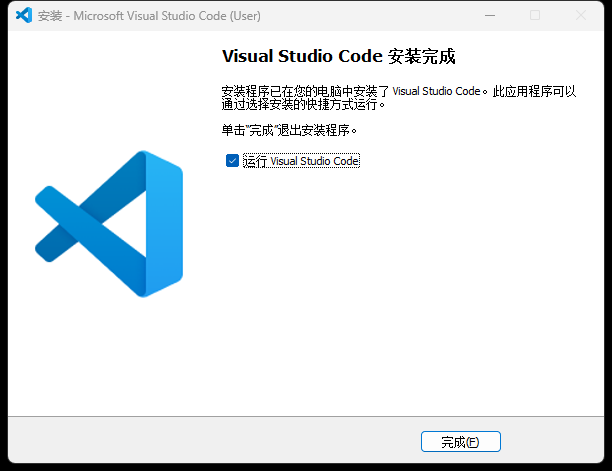 安装 - Microsoft Visual Studio Code (User)
Visual Studio Code 安装完成
安装程序已在您的电脑中安装了 Visual Studio Code。此应用程序可以
通过选择安装的快捷方式运行。
单击"完成"退出安装程序。
运行 Visual Studio Code
完成(F)